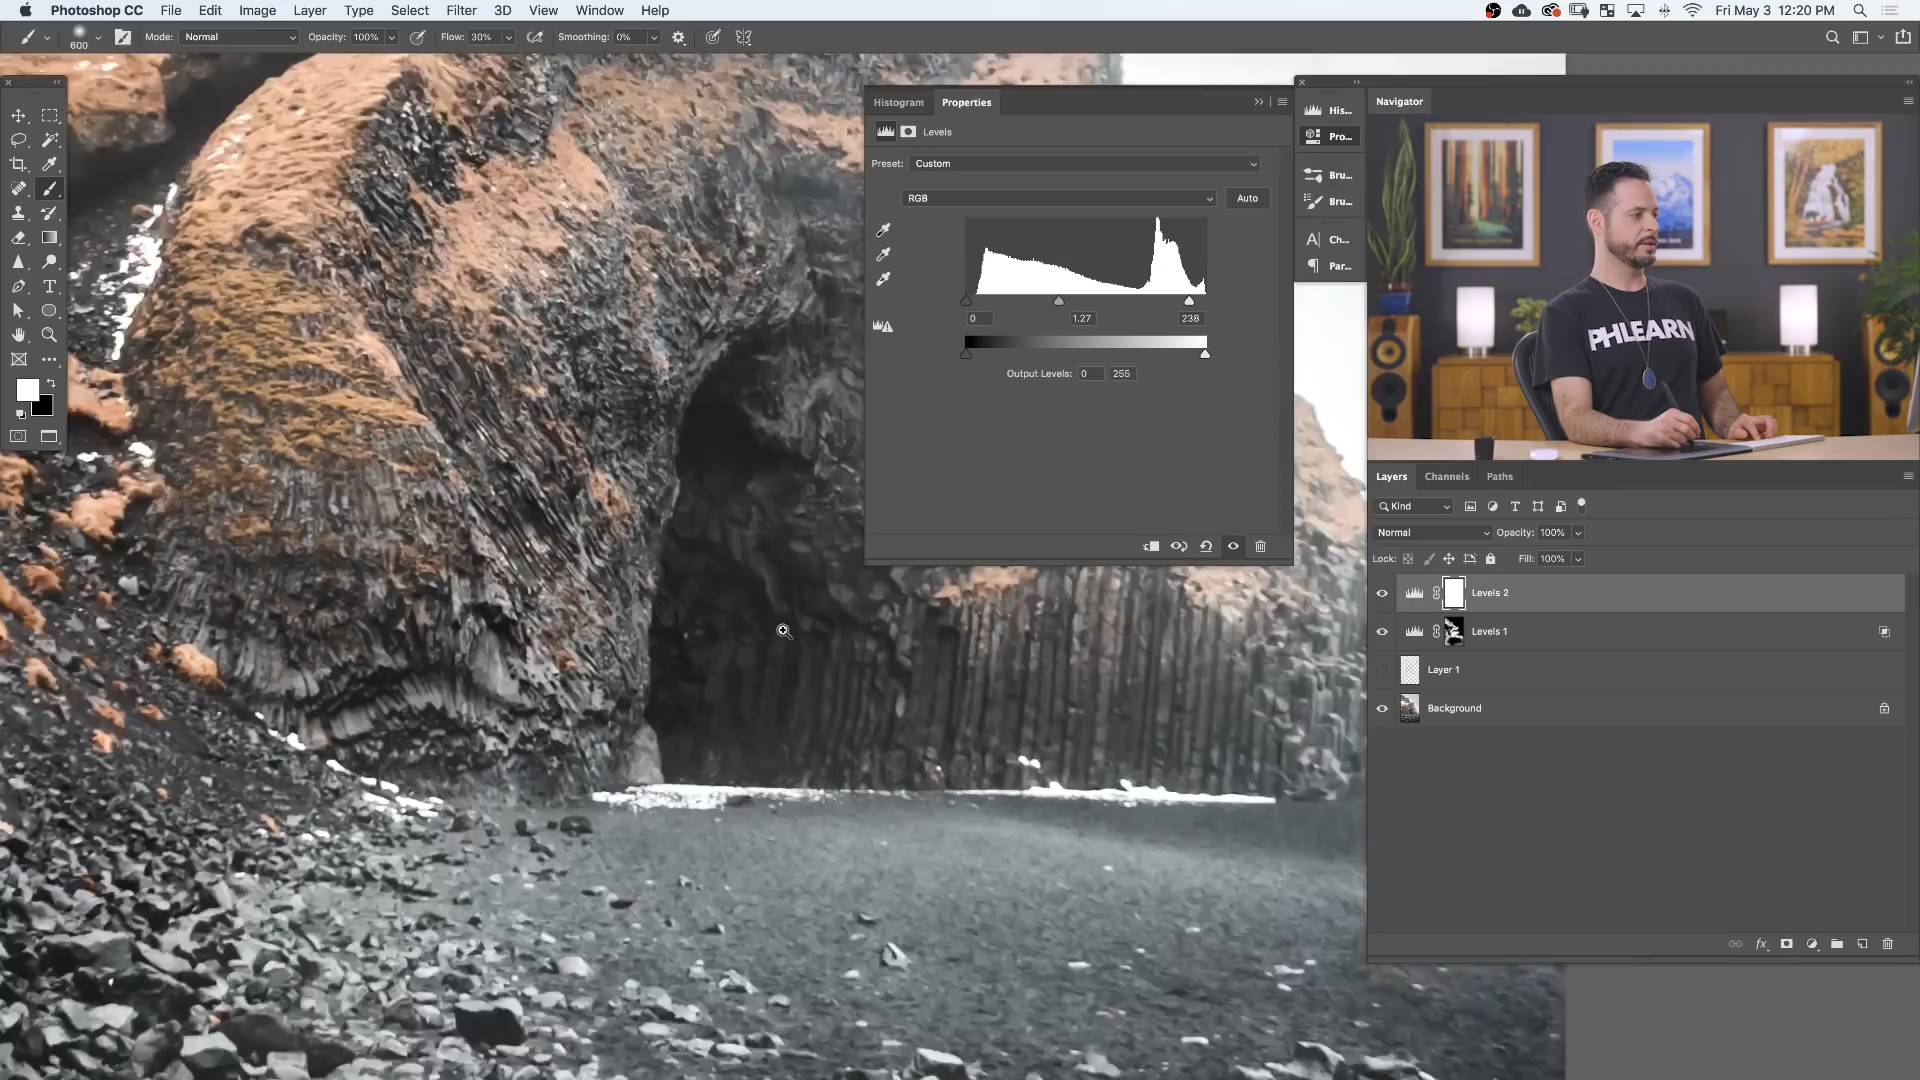 Photoshop CC File Edit Image Layer Type Select Filter 3D View Window Help Fri May 3 12:20 PM
600 Mode: Normal Opacity: 100% Flow: 30% Smoothing: 0%
Histogram Properties
Levels
Preset: Custom
RGB Auto
0 1.27 238
Output Levels: 0 255
His...
Pro...
Bru...
Bru...
Ch...
Par...
Navigator
PHLEARN
Layers Channels Paths
Kind
Normal Opacity: 100%
Lock: Fill: 100%
Levels 2
Levels 1
Layer 1
Background
fx